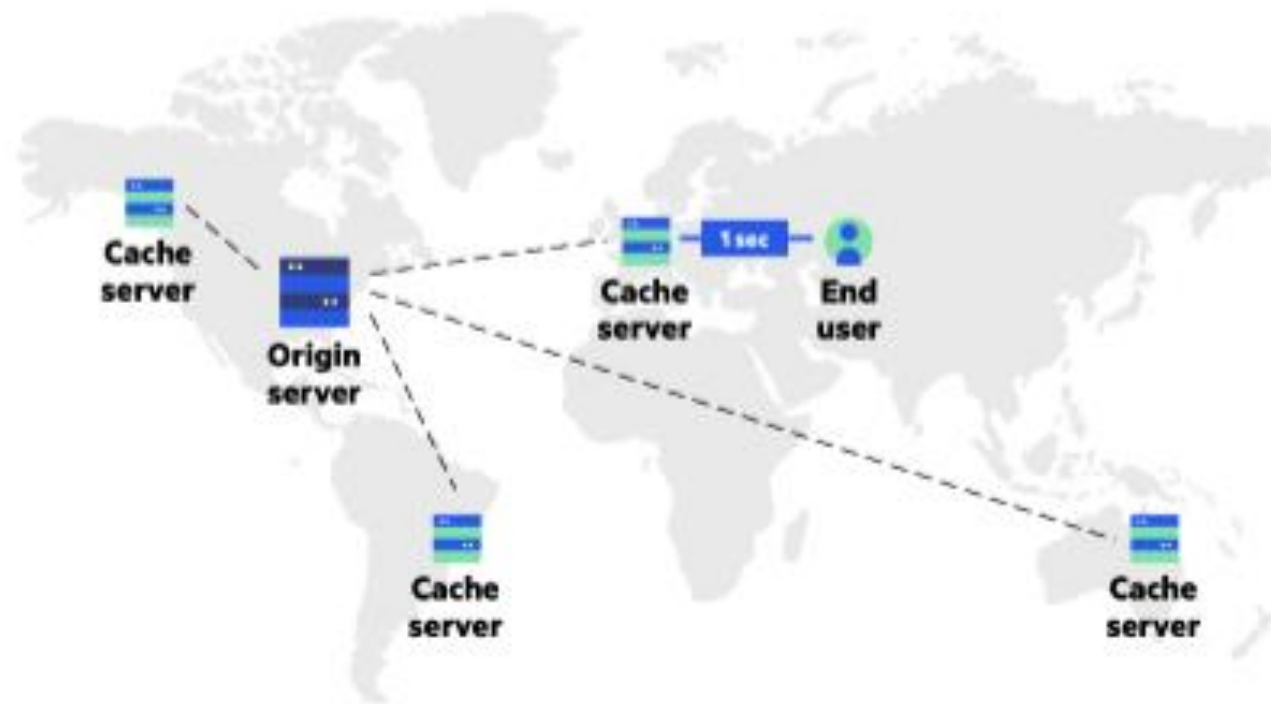 Cache
server
Origin
server
Cache
server
1 sec
End
user
Cache
server
Cache
server